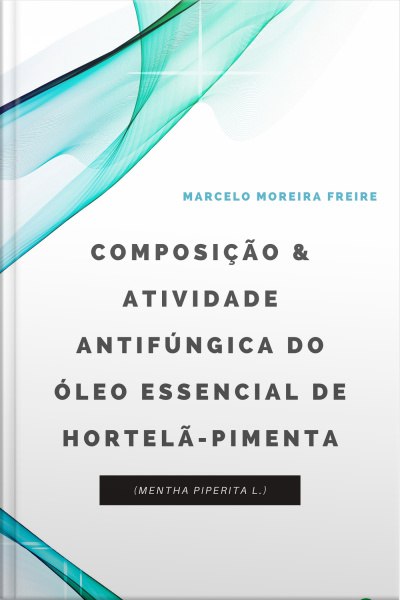 MARCELO MOREIRA FREIRE
COMPOSIÇÃO &
ATIVIDADE
ANTIFÚNGICA DO
ÓLEO ESSENCIAL DE
HORTELÃ-PIMENTA
(MENTHA PIPERITA L.)